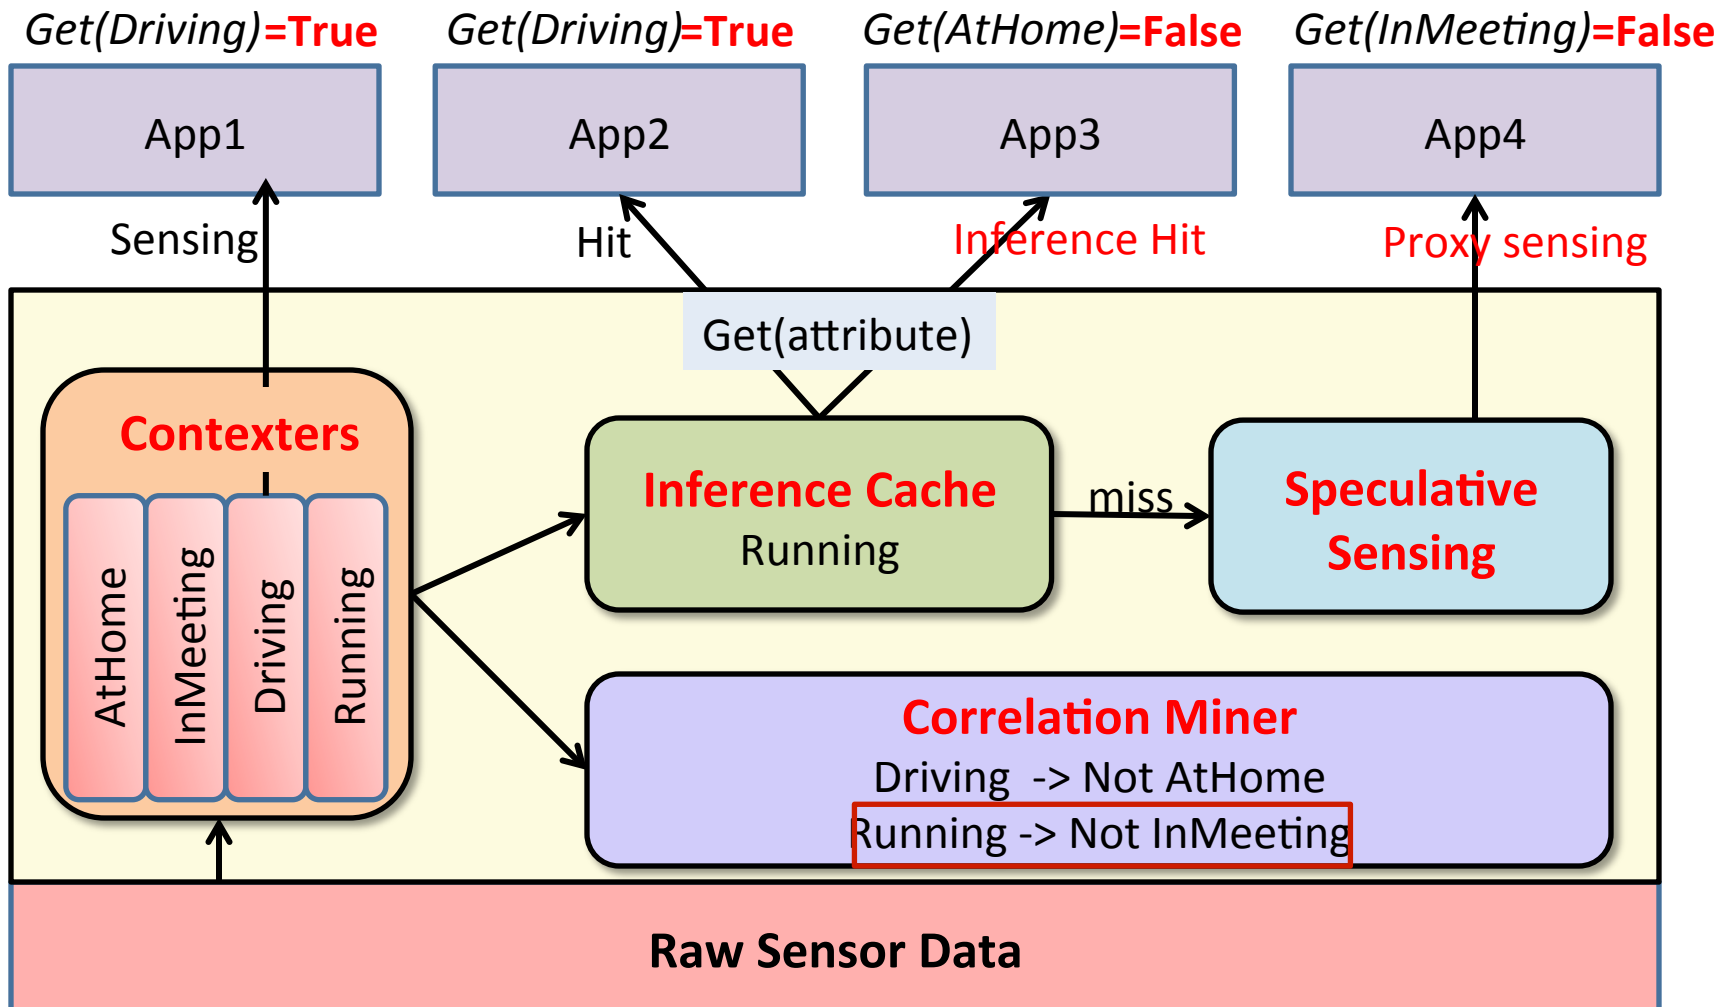 Get(Driving)=True
Get(Driving)=True
Get(AtHome)=False
Get(InMeeting)=False
App1
App2
App3
App4
Sensing
Hit
Inference Hit
Proxy sensing
Get(attribute)
Contexters
AtHome
InMeeting
Driving
Running
Inference Cache
Running
miss
Speculative
Sensing
Correlation Miner
Driving -> Not AtHome
Running -> Not InMeeting
Raw Sensor Data